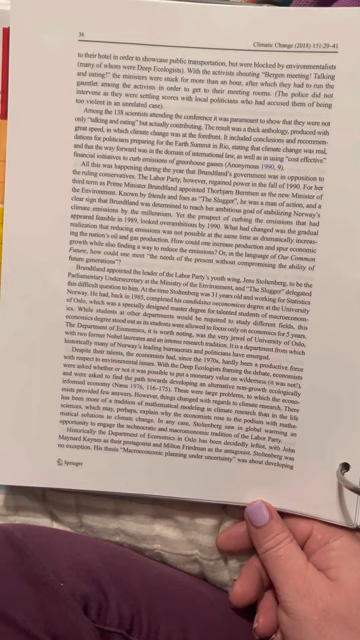 36
Climatic Change (2018) 151:29–41
to their hotel in order to showcase public transportation, but were blocked by environmentalists
(many of whom were Deep Ecologists). With the activists shouting "Bergen meeting! Talking
and eating!" the ministers were stuck for more than an hour, after which they had to run the
gauntlet among the activists in order to get to their meeting rooms. (The police did not
intervene as they were settling scores with local politicians who had accused them of being
too violent in an unrelated case).
Among the 138 scientists attending the conference it was paramount to show that they were not
only "talking and eating" but actually contributing. The result was a thick anthology, produced with
great speed, in which climate change was at the forefront. It included conclusions and recommen-
dations for politicians preparing for the Earth Summit in Rio, stating that climate change was real,
and that the way forward was in the domain of international law, as well as in using "cost effective"
financial initiatives to curb emissions of greenhouse gasses (Anonymous 1990, 9).
All this was happening during the year that Brundtland's government was in opposition to
the ruling conservatives. The Labor Party, however, regained power in the fall of 1990. For her
third term as Prime Minister Brundtland appointed Thorbjørn Berntsen as the new Minister of
the Environment. Known by friends and foes as "The Slugger", he was a man of action, and a
clear sign that Brundtland was determined to reach her ambitious goal of stabilizing Norway's
climate emissions by the millennium. Yet the prospect of curbing the emissions that had
appeared feasible in 1989, looked overambitious by 1990. What had changed was the gradual
realization that reducing emissions was not possible at the same time as dramatically increas-
ing the nation's oil and gas production. How could one increase production and spur economic
growth while also finding a way to reduce the emissions? Or, in the language of Our Common
Future, how could one meet "the needs of the present without compromising the ability of
future generations"?
Brundtland appointed the leader of the Labor Party's youth wing, Jens Stoltenberg, to be the
Parliamentary Undersecretary at the Ministry of the Environment, and "The Slugger" delegated
this difficult question to him. At the time Stoltenberg was 31 years old and working for Statistics
Norway. He had, back in 1985, completed his candidatus oeconomices degree at the University
of Oslo, which was a specially designed master degree for talented students of macroeconom-
ics. While students at other departments would be required to study different fields, this
economics degree stood out as its students were allowed to focus only on economics for 5 years.
The Department of Economics, it is worth noting, was the very jewel of University of Oslo,
with two former Nobel laureates and an intense research tradition. It is a department from which
historically many of Norway's leading bureaucrats and politicians have emerged.
Despite their talents, the economists had, since the 1970s, hardly been a productive force
with respect to environmental issues. With the Deep Ecologists framing the debate, economists
were asked whether or not it was possible to put a monetary value on wilderness (it was not!),
and were asked to find the path towards developing an alternative non-growth ecologically
informed economy (Næss 1976, 116–175). These were large problems, to which the econo-
mists provided few answers. However, things changed with regards to climate research. There
has been more of a tradition of mathematical modeling in climate research than in the life
sciences, which may, perhaps, explain why the economists rose to the podium with mathe-
matical solutions to climate change. In any case, Stoltenberg saw in global warming an
opportunity to engage the technocratic and macroeconomic tradition of the Labor Party.
Historically the Department of Economics in Oslo has been decidedly leftist, with John
Maynard Keynes as their protagonist and Milton Friedman as the antagonist. Stoltenberg was
no exception. His thesis "Macroeconomic planning under uncertainty" was about developing
Springer